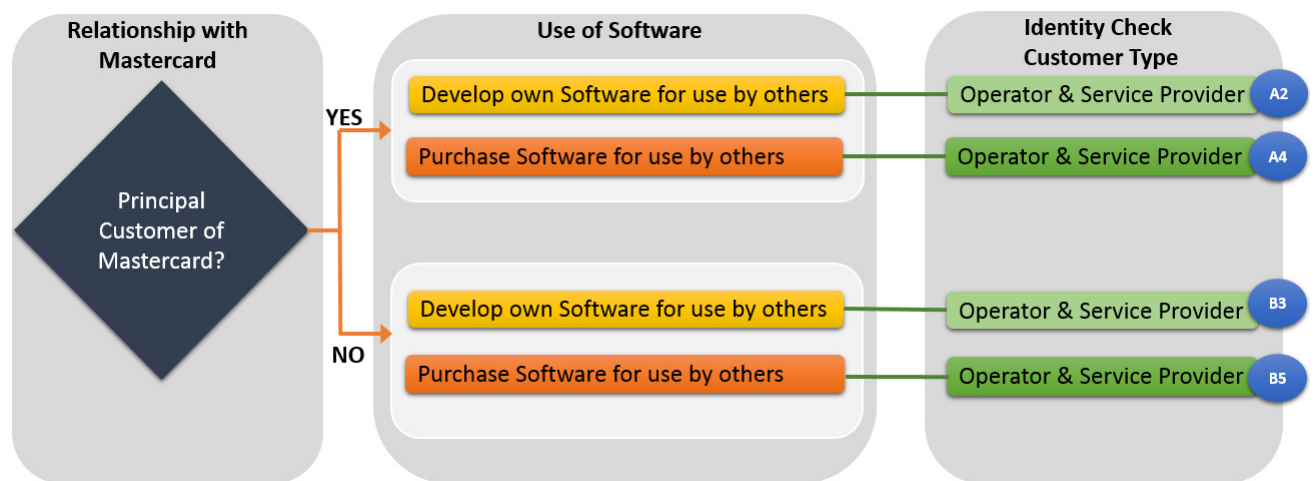 Relationship with
Mastercard
Use of Software
Identity Check
Customer Type
Principal
Customer of
Mastercard?
YES
Develop own Software for use by others
Operator & Service Provider
A2
Purchase Software for use by others
Operator & Service Provider
A4
NO
Develop own Software for use by others
Operator & Service Provider
B3
Purchase Software for use by others
Operator & Service Provider
B5